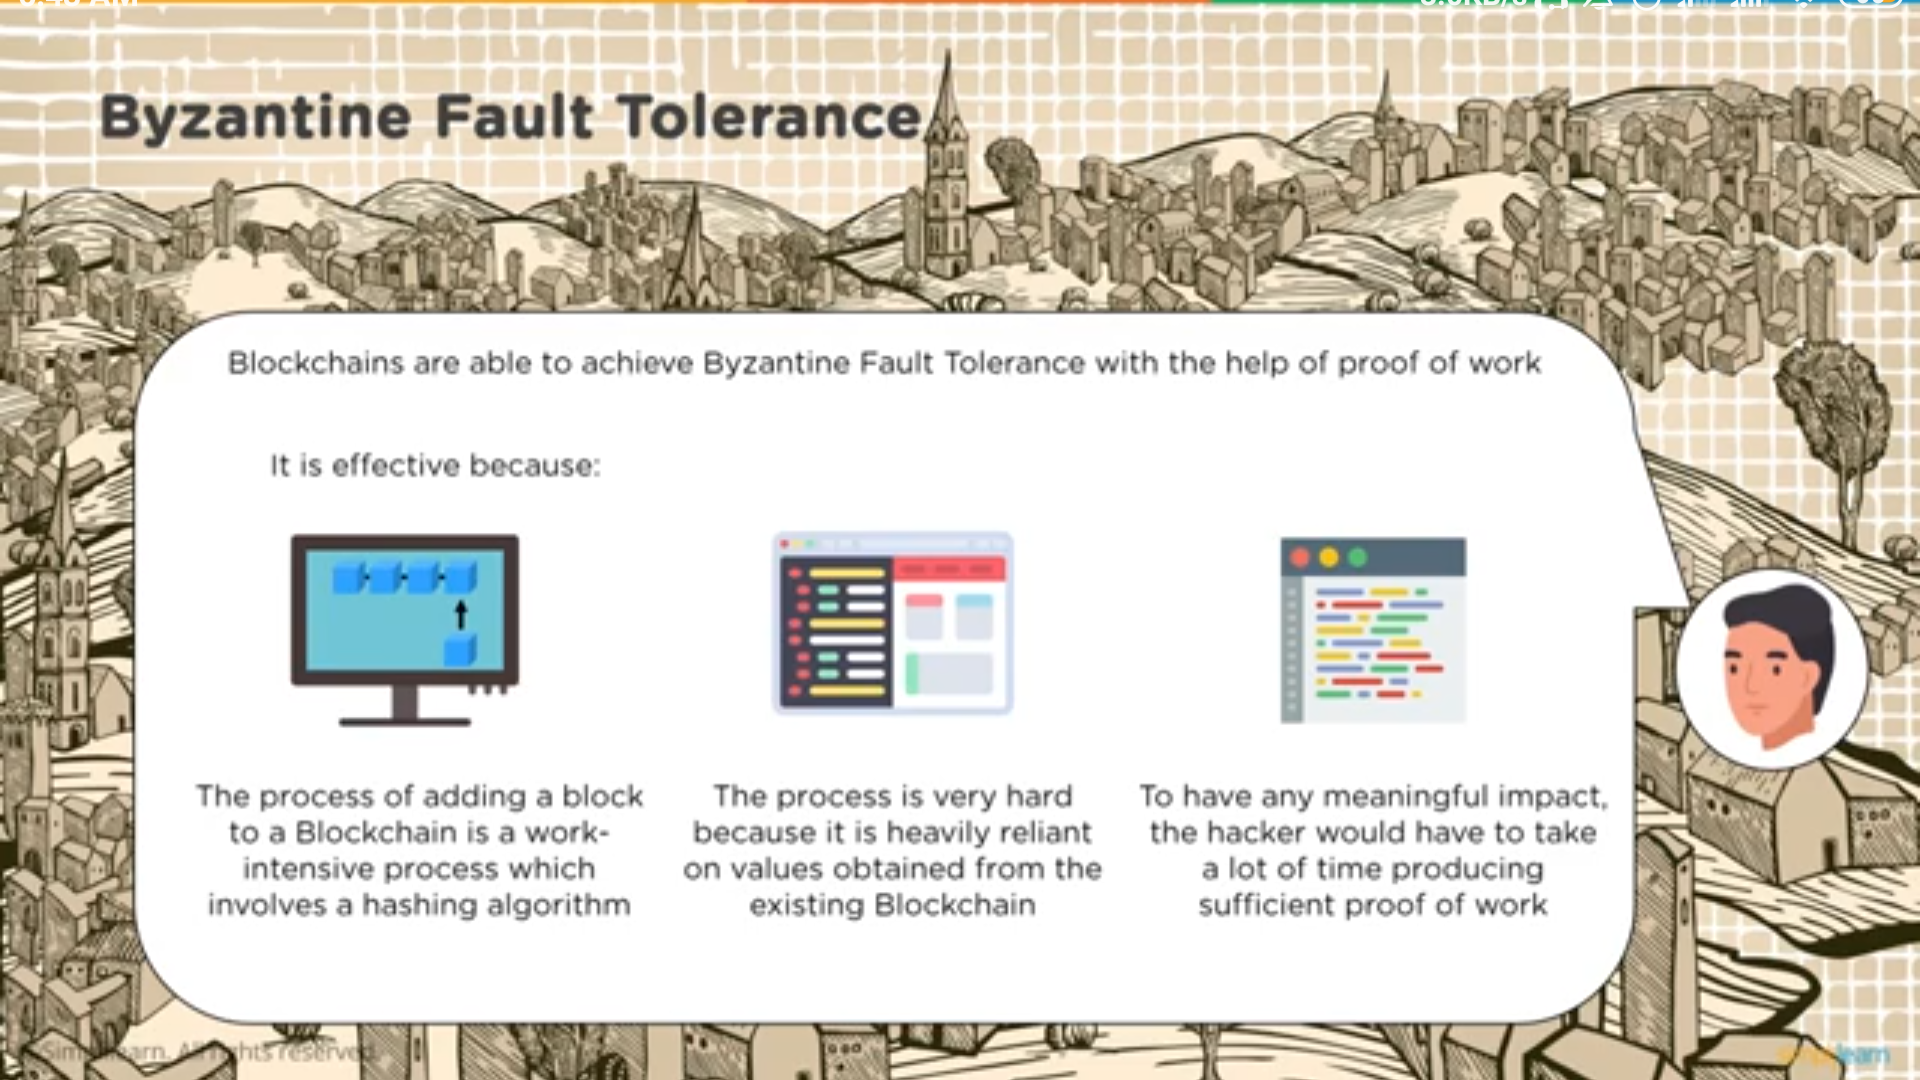 Byzantine Fault Tolerance
Blockchains are able to achieve Byzantine Fault Tolerance with the help of proof of work
It is effective because:
The process of adding a block
to a Blockchain is a work-
intensive process which
involves a hashing algorithm
The process is very hard
because it is heavily reliant
on values obtained from the
existing Blockchain
To have any meaningful impact,
the hacker would have to take
a lot of time producing
sufficient proof of work
Simplilearn. All rights reserved.
simplilearn